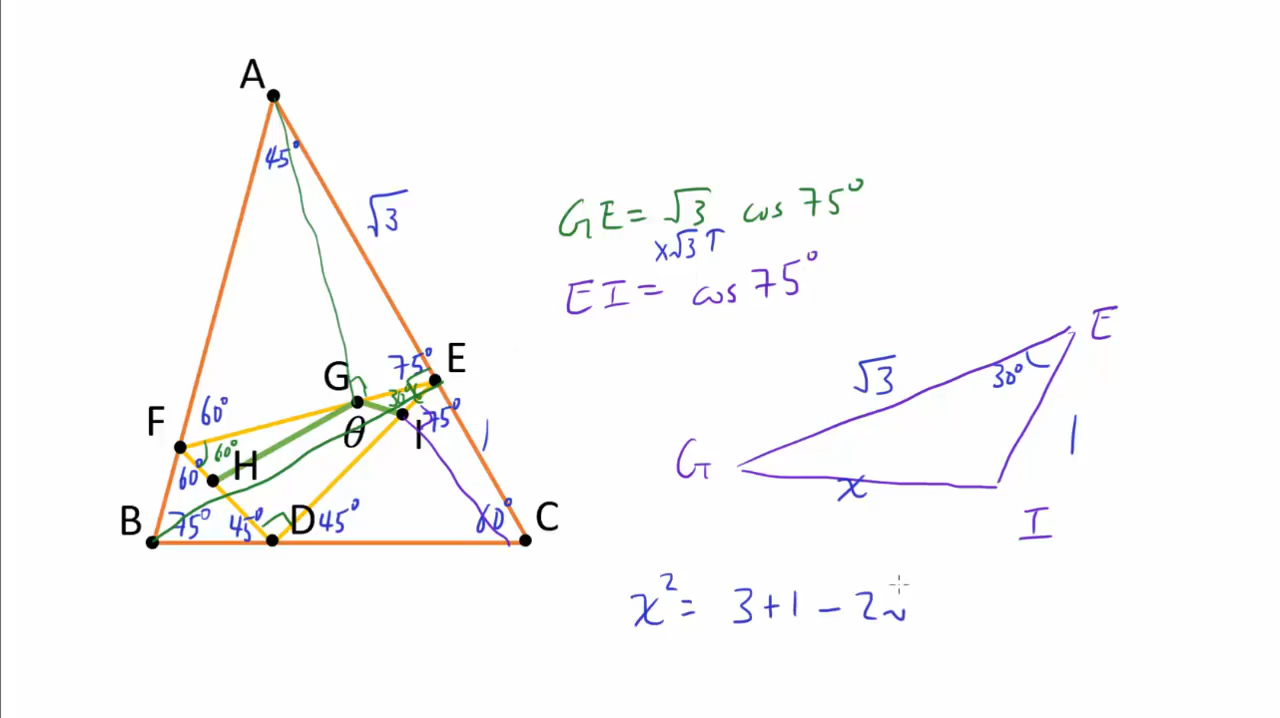 A
45°
√3
GE = √3 cos 75°
x√3 ↑
EI = cos 75°
75° E
G 30°
E
30°
√3
F 60°
60°
θ
I 75°
1
1
60° H
G
x
I
B 75° 45° D 45° 60° C
x² = 3 + 1 − 2√